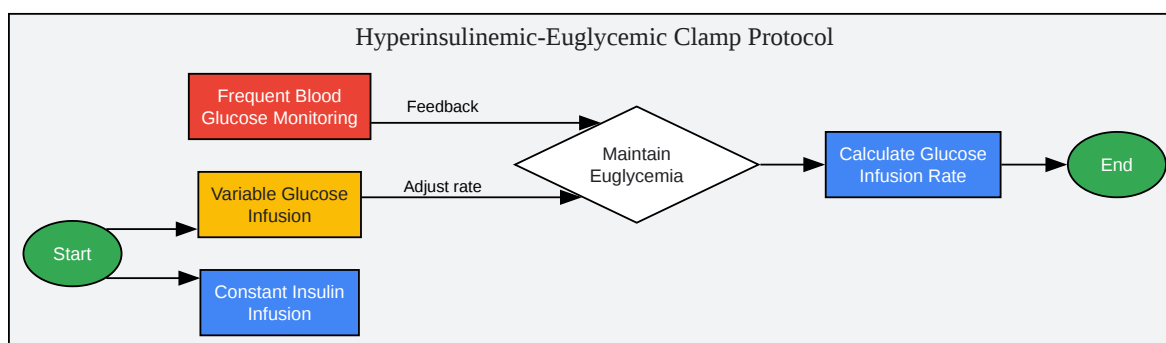 Hyperinsulinemic-Euglycemic Clamp Protocol
Frequent Blood
Glucose Monitoring
Feedback
Maintain
Euglycemia
Calculate Glucose
Infusion Rate
End
Variable Glucose
Infusion
Adjust rate
Start
Constant Insulin
Infusion